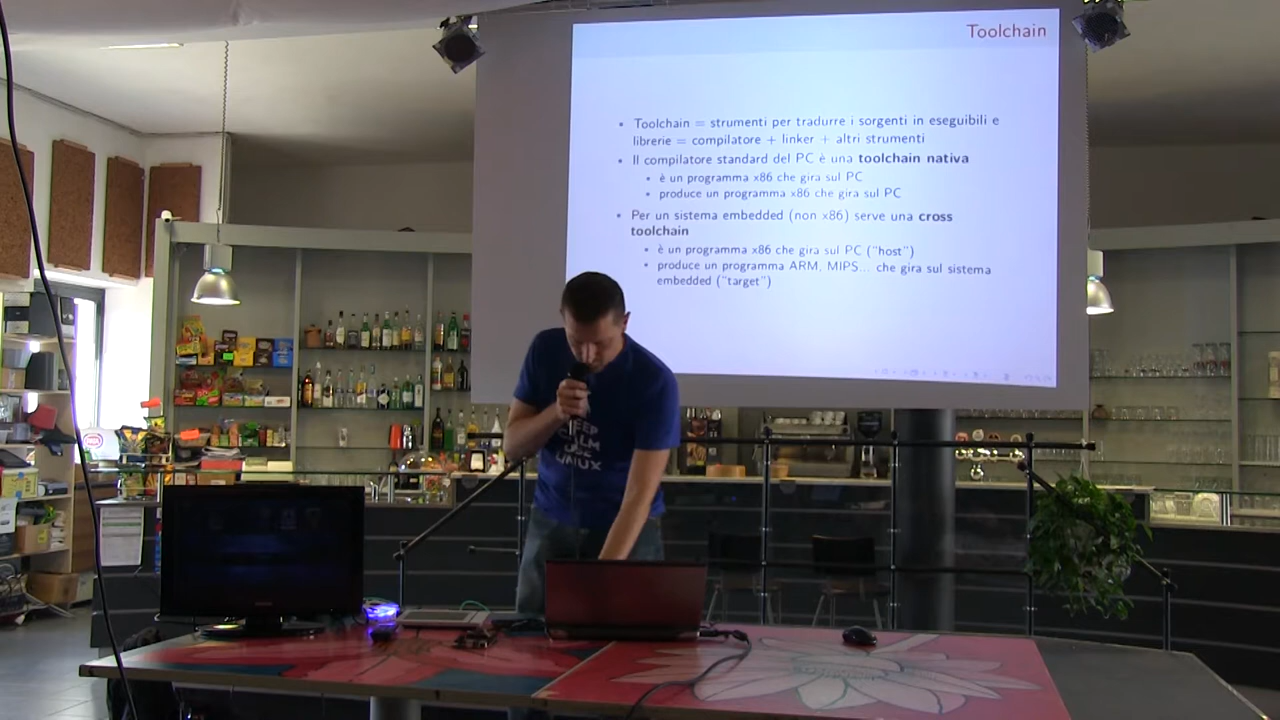 Toolchain
• Toolchain = strumenti per tradurre i sorgenti in eseguibili e
librerie = compilatore + linker + altri strumenti
• Il compilatore standard del PC è una toolchain nativa
• è un programma x86 che gira sul PC
• produce un programma x86 che gira sul PC
• Per un sistema embedded (non x86) serve una cross
toolchain
• è un programma x86 che gira sul PC ("host")
• produce un programma ARM, MIPS... che gira sul sistema
embedded ("target")
KEEP
CALM
USE
LINUX